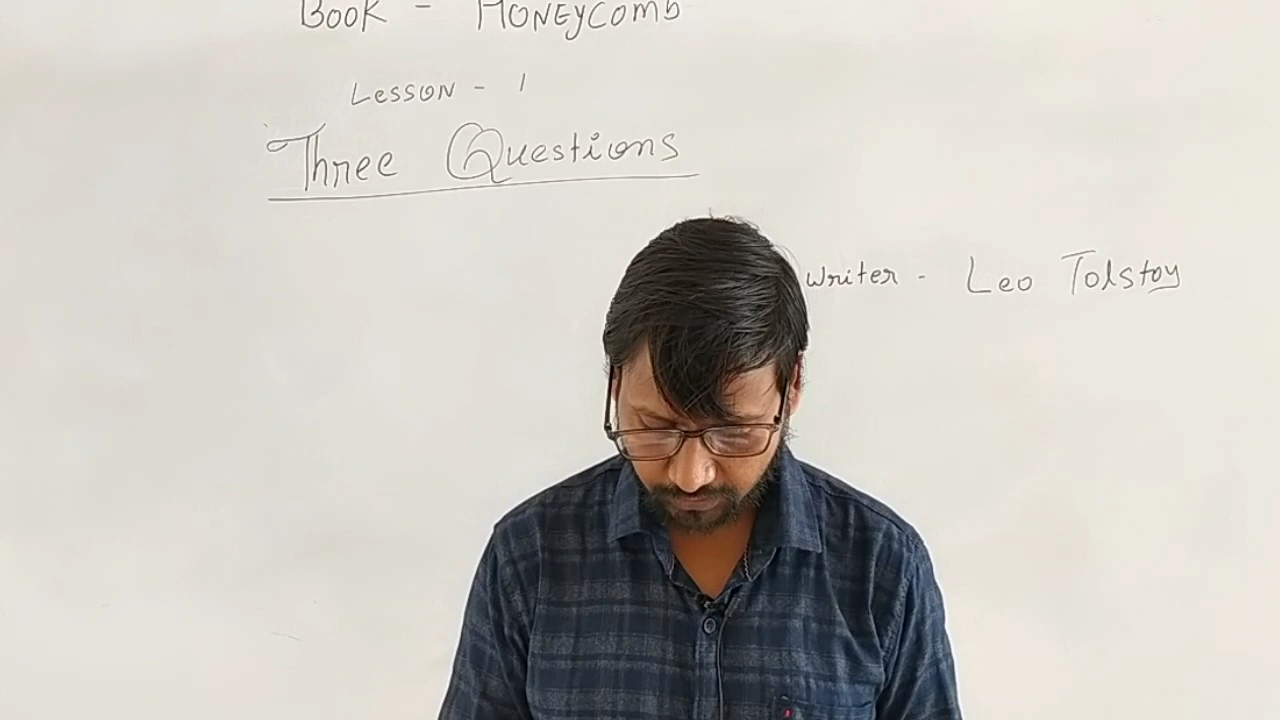 Book - HONEYCOMB
LESSON - 1
Three Questions
Writer - Leo Tolstoy